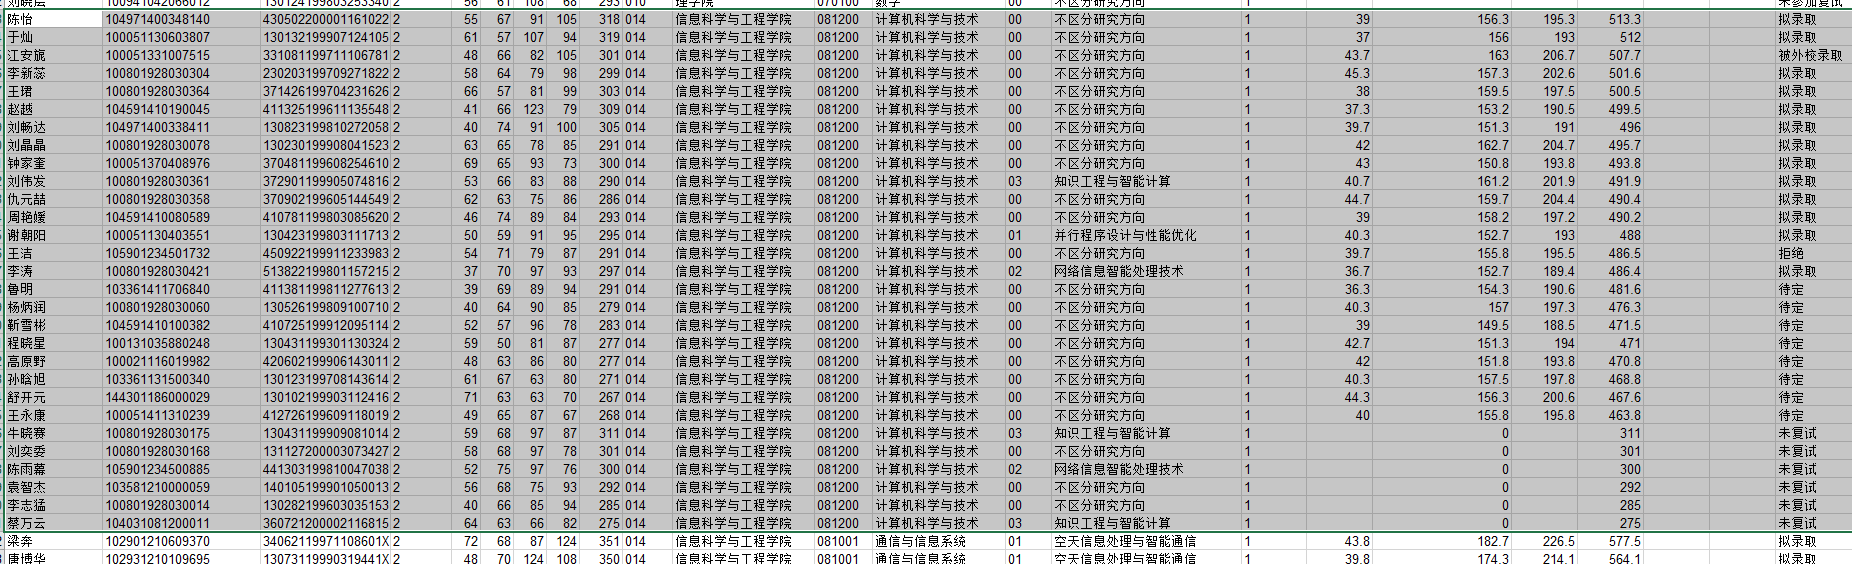 100941042066012 130124199803253340 2 56 61 108 68 293 010 理学院 070100 数学 00 不区分研究方向 1 未参加复试
陈怡 104971400348140 430502200001161022 2 55 67 91 105 318 014 信息科学与工程学院 081200 计算机科学与技术 00 不区分研究方向 1 39 156.3 195.3 513.3 拟录取
于灿 100051130603807 130132199907124105 2 61 57 107 94 319 014 信息科学与工程学院 081200 计算机科学与技术 00 不区分研究方向 1 37 156 193 512 拟录取
江安旎 100051331007515 331081199711106781 2 48 66 82 105 301 014 信息科学与工程学院 081200 计算机科学与技术 00 不区分研究方向 1 43.7 163 206.7 507.7 被外校录取
李新蕊 100801928030304 230203199709271822 2 58 64 79 98 299 014 信息科学与工程学院 081200 计算机科学与技术 00 不区分研究方向 1 45.3 157.3 202.6 501.6 拟录取
王珺 100801928030364 371426199704231626 2 66 57 81 99 303 014 信息科学与工程学院 081200 计算机科学与技术 00 不区分研究方向 1 38 159.5 197.5 500.5 拟录取
赵越 104591410190045 411325199611135548 2 41 66 123 79 309 014 信息科学与工程学院 081200 计算机科学与技术 00 不区分研究方向 1 37.3 153.2 190.5 499.5 拟录取
刘畅达 104971400338411 130823199810272058 2 40 74 91 100 305 014 信息科学与工程学院 081200 计算机科学与技术 00 不区分研究方向 1 39.7 151.3 191 496 拟录取
刘晶晶 100801928030078 130230199908041523 2 63 65 78 85 291 014 信息科学与工程学院 081200 计算机科学与技术 00 不区分研究方向 1 42 162.7 204.7 495.7 拟录取
钟家奎 100051370408976 370481199608254610 2 69 65 93 73 300 014 信息科学与工程学院 081200 计算机科学与技术 00 不区分研究方向 1 43 150.8 193.8 493.8 拟录取
刘伟发 100801928030361 372901199905074816 2 53 66 83 88 290 014 信息科学与工程学院 081200 计算机科学与技术 03 知识工程与智能计算 1 40.7 161.2 201.9 491.9 拟录取
仇元喆 100801928030358 370902199605144549 2 62 63 75 86 286 014 信息科学与工程学院 081200 计算机科学与技术 00 不区分研究方向 1 44.7 159.7 204.4 490.4 拟录取
周艳嫒 104591410080589 410781199803085620 2 46 74 89 84 293 014 信息科学与工程学院 081200 计算机科学与技术 00 不区分研究方向 1 39 158.2 197.2 490.2 拟录取
谢朝阳 100051130403551 130423199803111713 2 50 59 91 95 295 014 信息科学与工程学院 081200 计算机科学与技术 01 并行程序设计与性能优化 1 40.3 152.7 193 488 拟录取
王洁 105901234501732 450922199911233983 2 54 71 79 87 291 014 信息科学与工程学院 081200 计算机科学与技术 00 不区分研究方向 1 39.7 155.8 195.5 486.5 拒绝
李涛 100801928030421 513822199801157215 2 37 70 97 93 297 014 信息科学与工程学院 081200 计算机科学与技术 02 网络信息智能处理技术 1 36.7 152.7 189.4 486.4 拟录取
鲁明 103361411706840 411381199811277613 2 39 69 89 94 291 014 信息科学与工程学院 081200 计算机科学与技术 00 不区分研究方向 1 36.3 154.3 190.6 481.6 待定
杨炳润 100801928030060 130526199809100710 2 40 64 90 85 279 014 信息科学与工程学院 081200 计算机科学与技术 00 不区分研究方向 1 40.3 157 197.3 476.3 待定
靳雪彬 104591410100382 410725199912095114 2 52 57 96 78 283 014 信息科学与工程学院 081200 计算机科学与技术 00 不区分研究方向 1 39 149.5 188.5 471.5 待定
程晓星 100131035880248 130431199301130324 2 59 50 81 87 277 014 信息科学与工程学院 081200 计算机科学与技术 00 不区分研究方向 1 42.7 151.3 194 471 待定
高原野 100021116019982 420602199906143011 2 48 63 86 80 277 014 信息科学与工程学院 081200 计算机科学与技术 00 不区分研究方向 1 42 151.8 193.8 470.8 待定
孙晗旭 103361131500340 130123199708143614 2 61 67 63 80 271 014 信息科学与工程学院 081200 计算机科学与技术 00 不区分研究方向 1 40.3 157.5 197.8 468.8 待定
舒开元 144301186000029 130102199903112416 2 71 63 63 70 267 014 信息科学与工程学院 081200 计算机科学与技术 00 不区分研究方向 1 44.3 156.3 200.6 467.6 待定
王永康 100051411310239 412726199609118019 2 49 65 87 67 268 014 信息科学与工程学院 081200 计算机科学与技术 00 不区分研究方向 1 40 155.8 195.8 463.8 待定
牛晓赛 100801928030175 130431199909081014 2 59 68 97 87 311 014 信息科学与工程学院 081200 计算机科学与技术 03 知识工程与智能计算 1 0 311 未复试
刘奕委 100801928030168 131127200003073427 2 58 68 97 78 301 014 信息科学与工程学院 081200 计算机科学与技术 00 不区分研究方向 1 0 301 未复试
陈雨幕 105901234500885 441303199810047038 2 52 75 97 76 300 014 信息科学与工程学院 081200 计算机科学与技术 02 网络信息智能处理技术 1 0 300 未复试
袁智杰 103581210000059 140105199901050013 2 56 68 75 93 292 014 信息科学与工程学院 081200 计算机科学与技术 00 不区分研究方向 1 0 292 未复试
李志猛 100801928030014 130282199603035153 2 40 66 85 94 285 014 信息科学与工程学院 081200 计算机科学与技术 00 不区分研究方向 1 0 285 未复试
蔡万云 104031081200011 360721200002116815 2 64 63 66 82 275 014 信息科学与工程学院 081200 计算机科学与技术 03 知识工程与智能计算 1 0 275 未复试
梁奔 102901210609370 34062119971108601X 2 72 68 87 124 351 014 信息科学与工程学院 081001 通信与信息系统 01 空天信息处理与智能通信 1 43.8 182.7 226.5 577.5 拟录取
唐博华 102931210109695 13073119980319441X 2 48 70 124 108 350 014 信息科学与工程学院 081001 通信与信息系统 01 空天信息处理与智能通信 1 39.8 174.3 214.1 564.1 拟录取